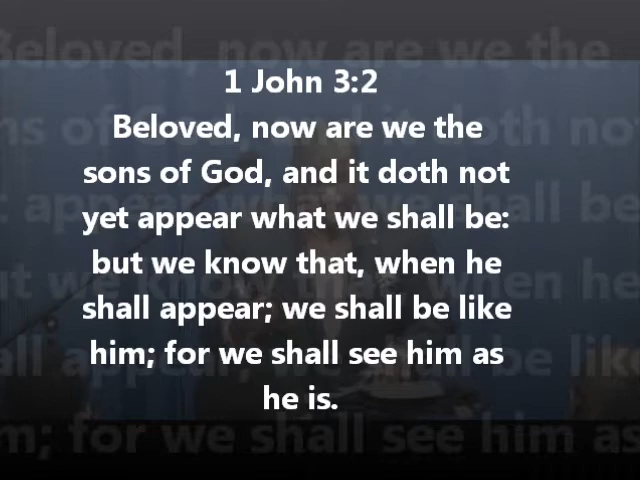 1 John 3:2
Beloved, now are we the
sons of God, and it doth not
yet appear what we shall be:
but we know that, when he
shall appear; we shall be like
him; for we shall see him as
he is.